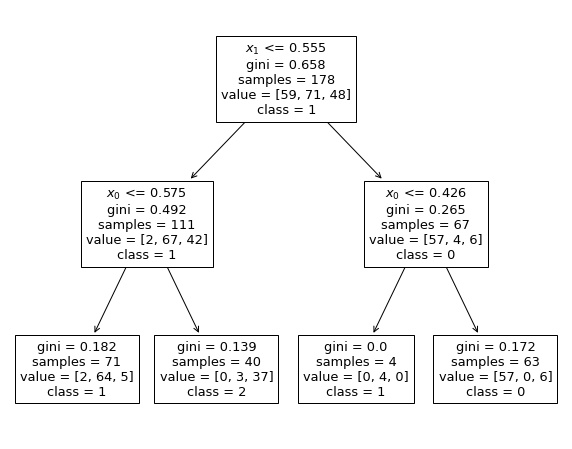 x₁ <= 0.555
gini = 0.658
samples = 178
value = [59, 71, 48]
class = 1
x₀ <= 0.575
gini = 0.492
samples = 111
value = [2, 67, 42]
class = 1
x₀ <= 0.426
gini = 0.265
samples = 67
value = [57, 4, 6]
class = 0
gini = 0.182
samples = 71
value = [2, 64, 5]
class = 1
gini = 0.139
samples = 40
value = [0, 3, 37]
class = 2
gini = 0.0
samples = 4
value = [0, 4, 0]
class = 1
gini = 0.172
samples = 63
value = [57, 0, 6]
class = 0